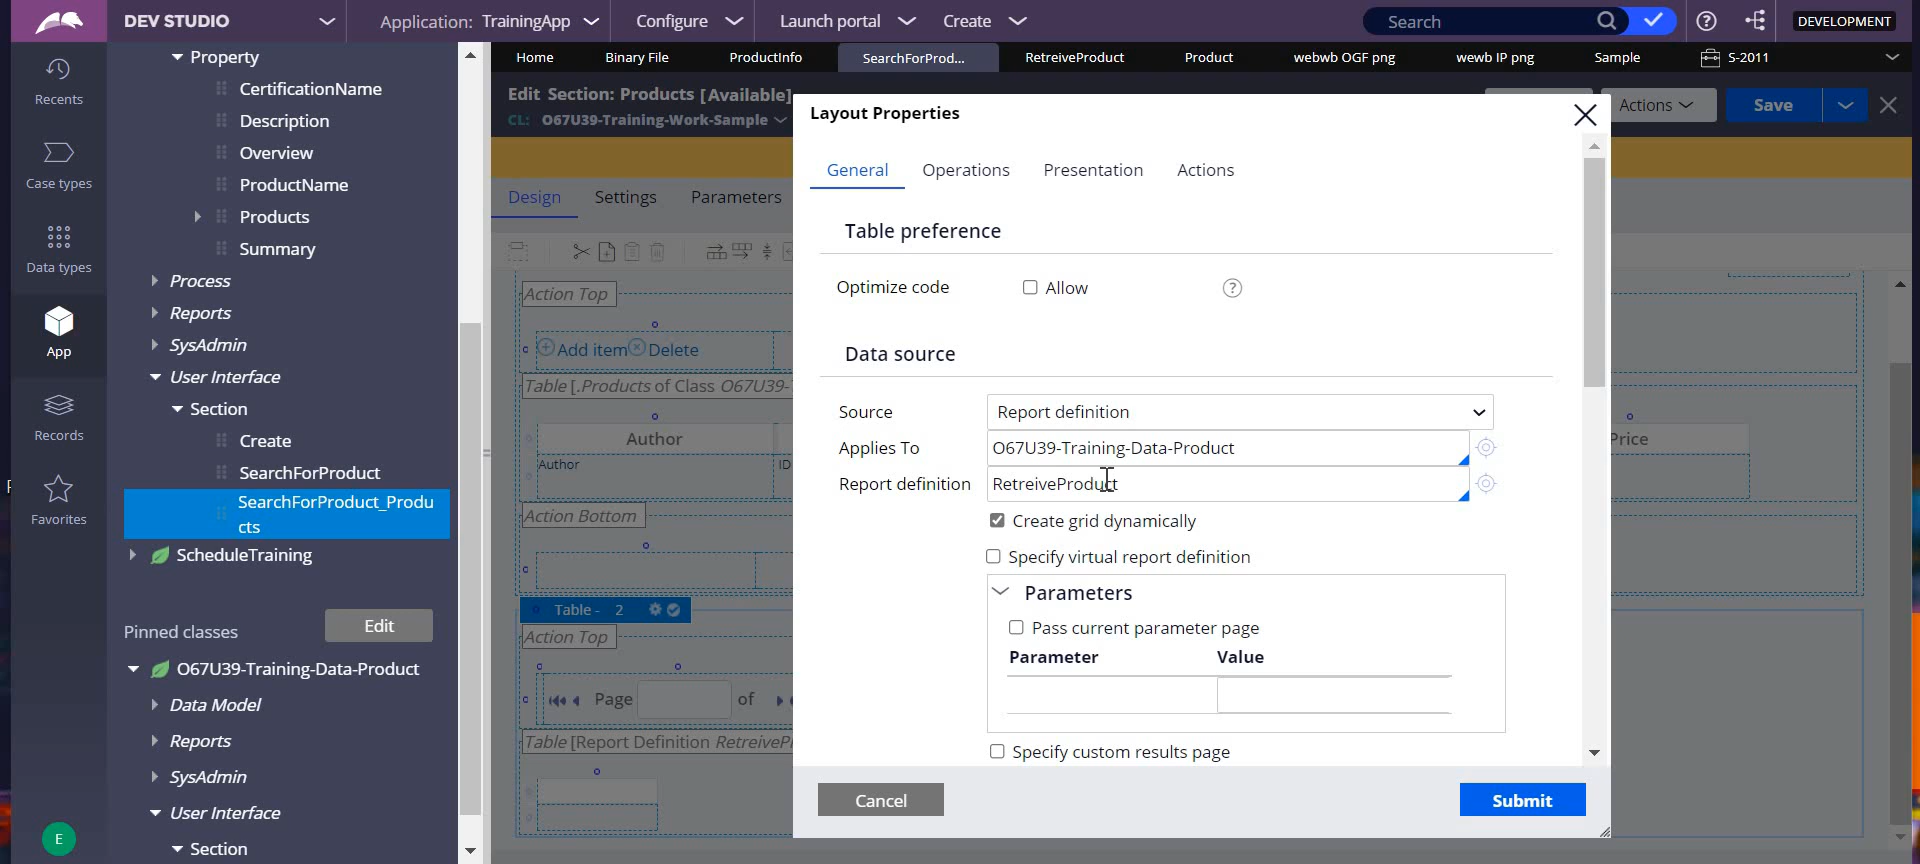 DEV STUDIO
Application: TrainingApp
Configure
Launch portal
Create
Search
DEVELOPMENT
Home
Binary File
ProductInfo
SearchForProd...
RetreiveProduct
Product
webwb OGF png
wewb IP png
Sample
S-2011
Recents
Case types
Data types
App
Records
Favorites
E
Property
CertificationName
Description
Overview
ProductName
Products
Summary
Process
Reports
SysAdmin
User Interface
Section
Create
SearchForProduct
SearchForProduct_Produ
cts
ScheduleTraining
Pinned classes
Edit
O67U39-Training-Data-Product
Data Model
Reports
SysAdmin
User Interface
Section
Edit Section: Products [Available]
CL: O67U39-Training-Work-Sample
Actions
Save
Design
Settings
Parameters
Action Top
Add item
Delete
Table [.Products of Class O67U39-
Author
Author
ID
Price
Action Bottom
Table - 2
Action Top
Page
of
Table [Report Definition RetreiveP
Layout Properties
General
Operations
Presentation
Actions
Table preference
Optimize code
Allow
Data source
Source
Report definition
Applies To
O67U39-Training-Data-Product
Report definition
RetreiveProduct
Create grid dynamically
Specify virtual report definition
Parameters
Pass current parameter page
Parameter
Value
Specify custom results page
Cancel
Submit